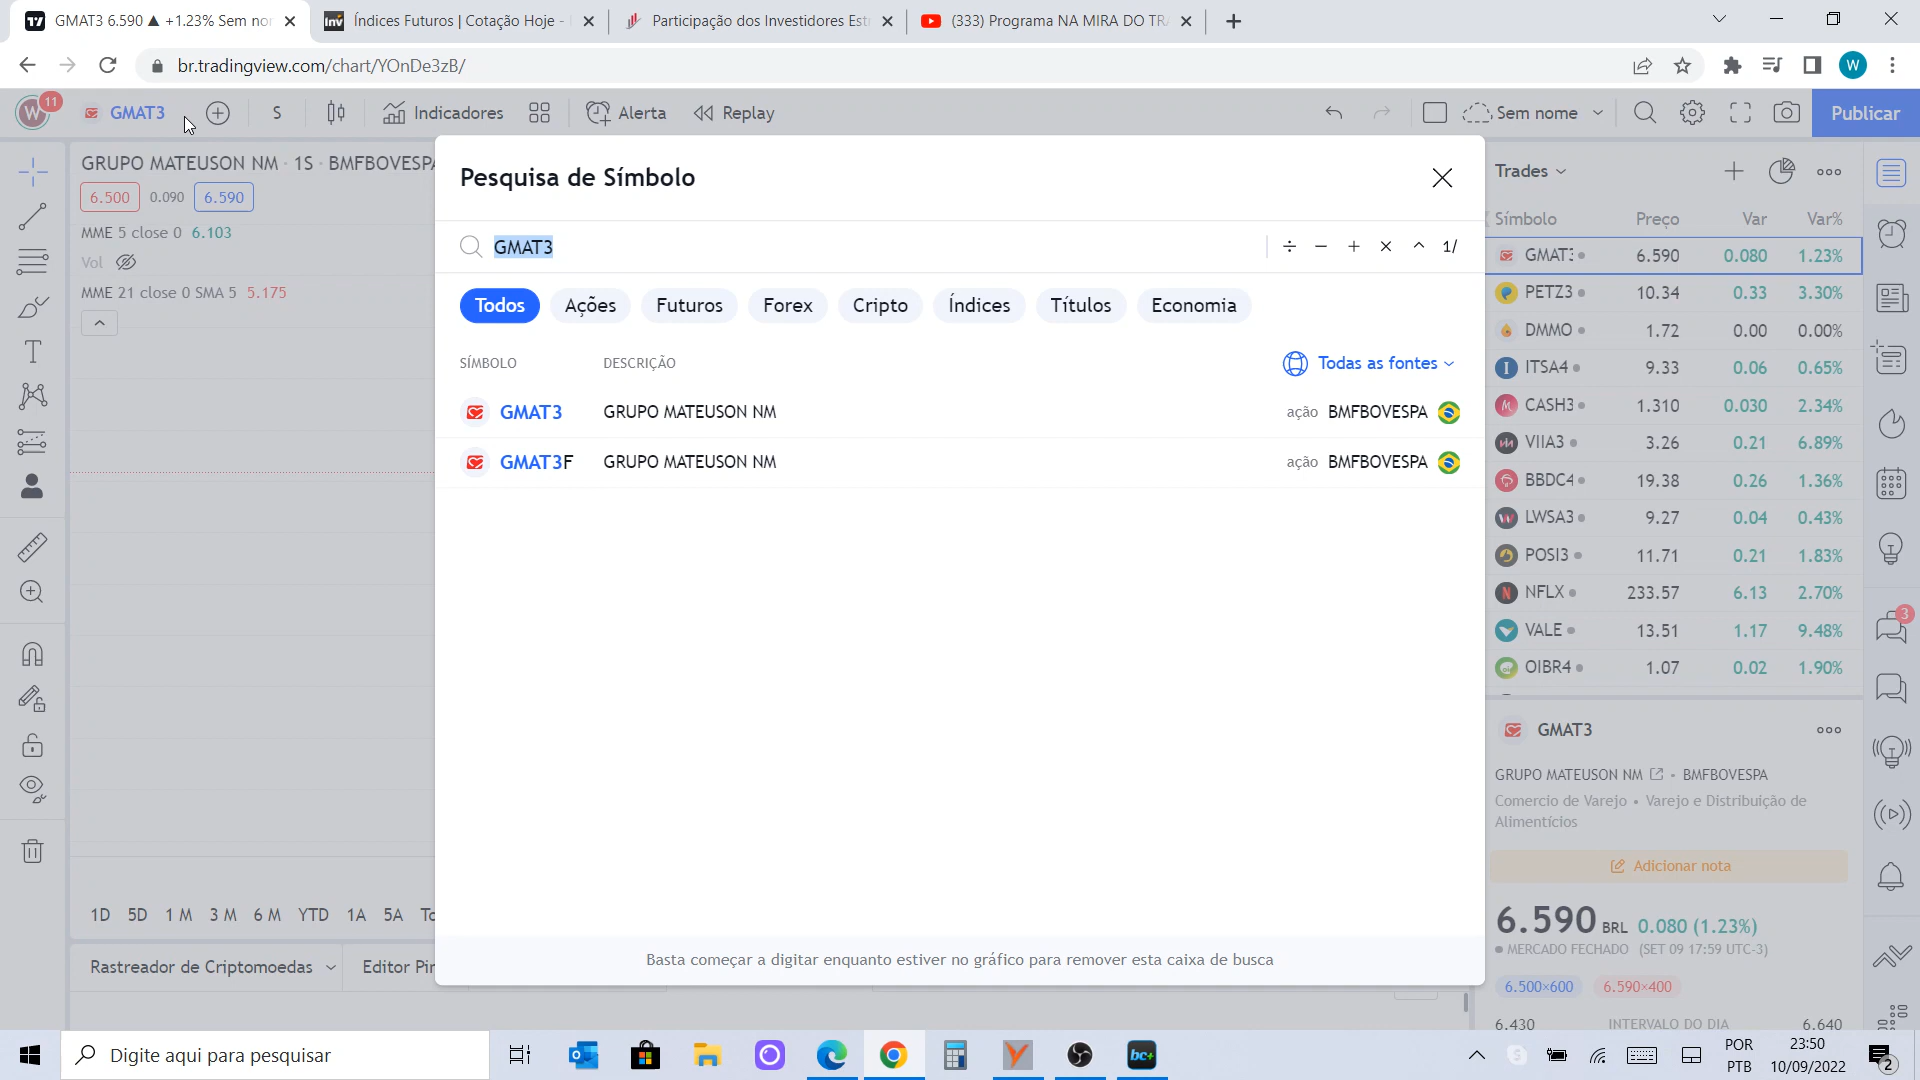 GMAT3 6.590 ▲ +1.23% Sem nor
Índices Futuros | Cotação Hoje -
Participação dos Investidores Est
(333) Programa NA MIRA DO TR
br.tradingview.com/chart/YOnDe3zB/
W
W
11
GMAT3
S
Indicadores
Alerta
Replay
Sem nome
Publicar
GRUPO MATEUSON NM · 1S · BMFBOVESPA
6.500
0.090
6.590
MME 5 close 0 6.103
Vol
MME 21 close 0 SMA 5 5.175
Pesquisa de Símbolo
GMAT3
÷ − + × ^ 1/
Todos
Ações
Futuros
Forex
Cripto
Índices
Títulos
Economia
SÍMBOLO
DESCRIÇÃO
Todas as fontes
GMAT3 GRUPO MATEUSON NM ação BMFBOVESPA
GMAT3F GRUPO MATEUSON NM ação BMFBOVESPA
Basta começar a digitar enquanto estiver no gráfico para remover esta caixa de busca
Trades
Símbolo Preço Var Var%
GMAT3 6.590 0.080 1.23%
PETZ3 10.34 0.33 3.30%
DMMO 1.72 0.00 0.00%
ITSA4 9.33 0.06 0.65%
CASH3 1.310 0.030 2.34%
VIIA3 3.26 0.21 6.89%
BBDC4 19.38 0.26 1.36%
LWSA3 9.27 0.04 0.43%
POSI3 11.71 0.21 1.83%
NFLX 233.57 6.13 2.70%
VALE 13.51 1.17 9.48%
OIBR4 1.07 0.02 1.90%
3
GMAT3
GRUPO MATEUSON NM • BMFBOVESPA
Comercio de Varejo • Varejo e Distribuição de
Alimentícios
Adicionar nota
6.590 BRL 0.080 (1.23%)
MERCADO FECHADO (SET 09 17:59 UTC-3)
6.500×600
6.590×400
6.430 INTERVALO DO DIA 6.640
1D 5D 1 M 3 M 6 M YTD 1A 5A To
Rastreador de Criptomoedas
Editor Pin
Digite aqui para pesquisar
bc+
POR
PTB
23:50
10/09/2022
2